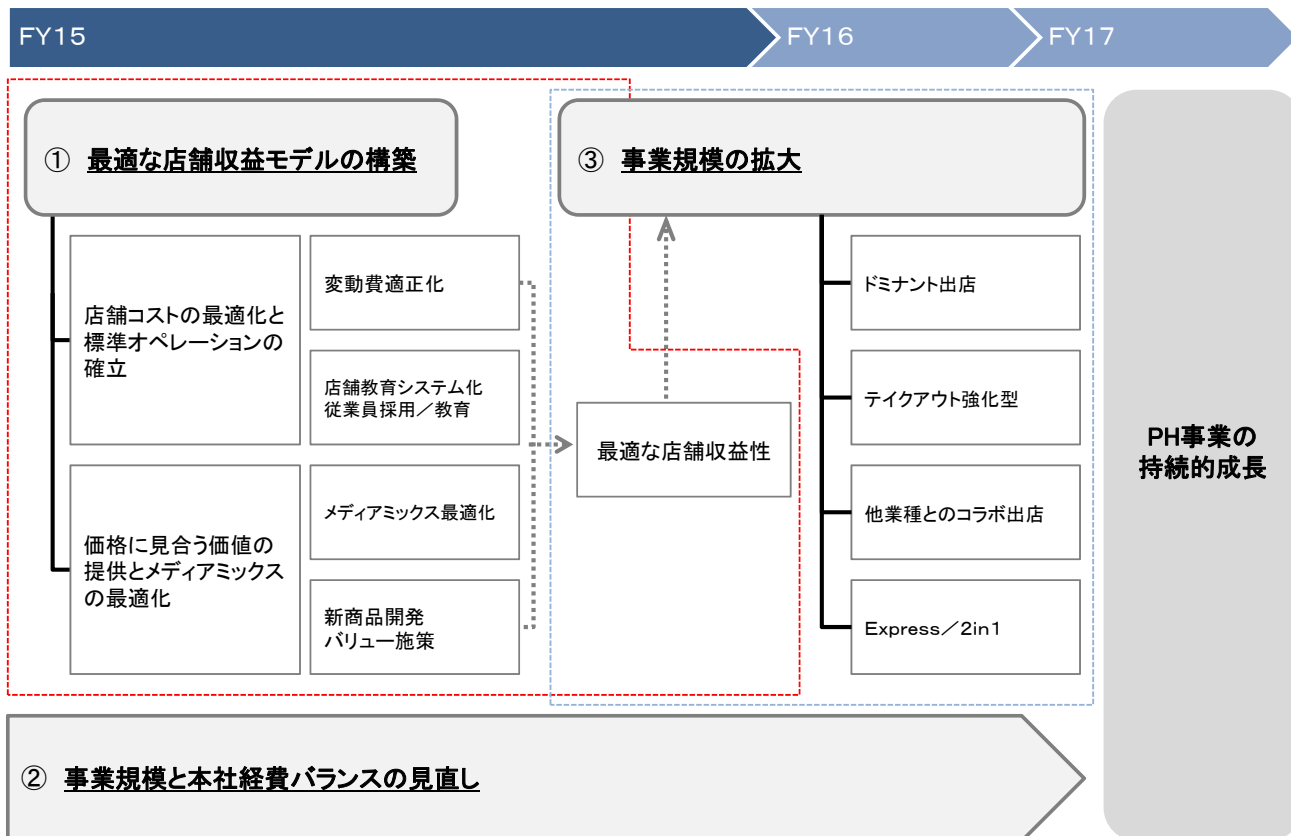 FY15
FY16
FY17
① 最適な店舗収益モデルの構築
店舗コストの最適化と
標準オペレーションの
確立
変動費適正化
店舗教育システム化
従業員採用／教育
価格に見合う価値の
提供とメディアミックス
の最適化
メディアミックス最適化
新商品開発
バリュー施策
最適な店舗収益性
③ 事業規模の拡大
ドミナント出店
テイクアウト強化型
他業種とのコラボ出店
Express／2in1
PH事業の
持続的成長
② 事業規模と本社経費バランスの見直し